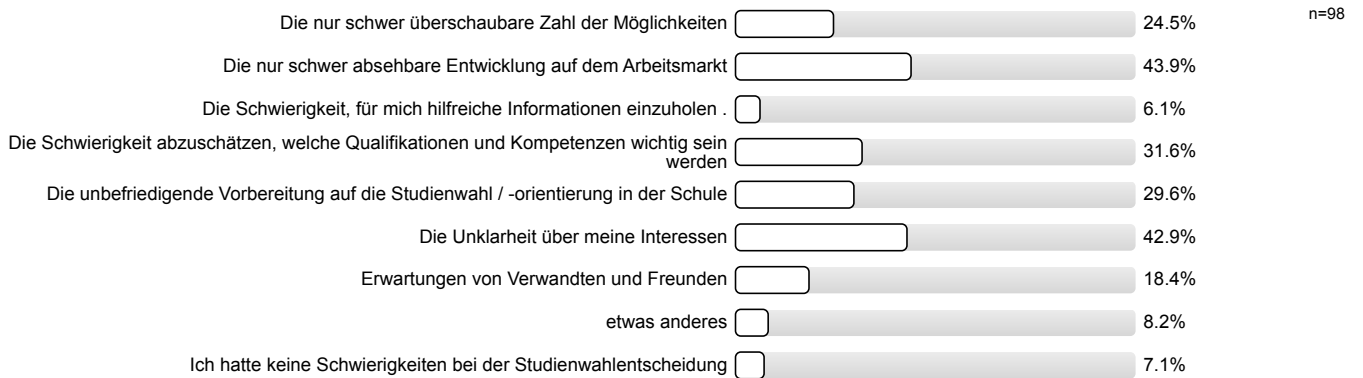 Die nur schwer überschaubare Zahl der Möglichkeiten 24.5% n=98
Die nur schwer absehbare Entwicklung auf dem Arbeitsmarkt 43.9%
Die Schwierigkeit, für mich hilfreiche Informationen einzuholen . 6.1%
Die Schwierigkeit abzuschätzen, welche Qualifikationen und Kompetenzen wichtig sein
werden 31.6%
Die unbefriedigende Vorbereitung auf die Studienwahl / -orientierung in der Schule 29.6%
Die Unklarheit über meine Interessen 42.9%
Erwartungen von Verwandten und Freunden 18.4%
etwas anderes 8.2%
Ich hatte keine Schwierigkeiten bei der Studienwahlentscheidung 7.1%